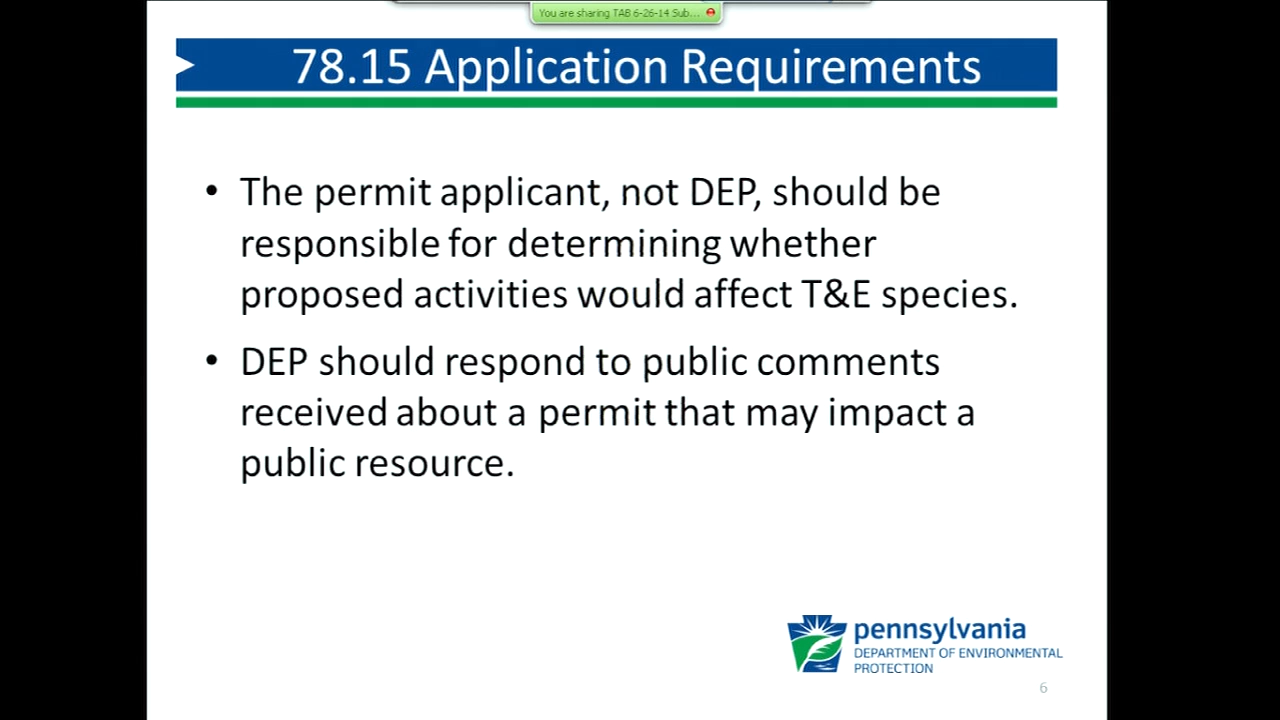 You are sharing TAB 6-26-14 Sub...
78.15 Application Requirements
• The permit applicant, not DEP, should be
responsible for determining whether
proposed activities would affect T&E species.
• DEP should respond to public comments
received about a permit that may impact a
public resource.
pennsylvania
DEPARTMENT OF ENVIRONMENTAL
PROTECTION
6